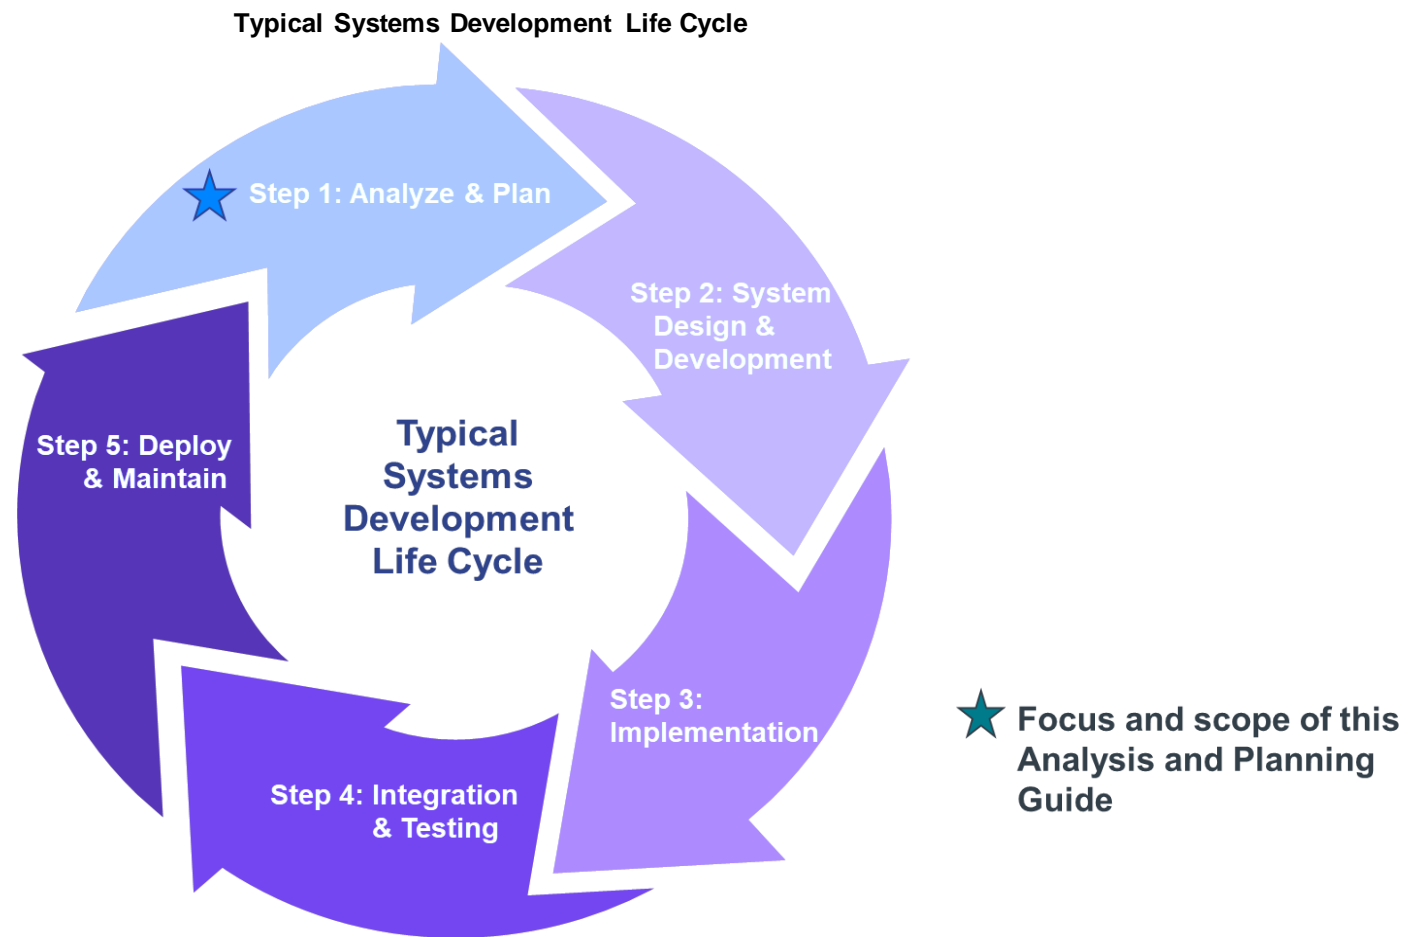 Typical Systems Development Life Cycle
Step 1: Analyze & Plan
Step 2: System
Design &
Development
Step 3:
Implementation
Step 4: Integration
& Testing
Step 5: Deploy
& Maintain
Typical
Systems
Development
Life Cycle
Focus and scope of this
Analysis and Planning
Guide